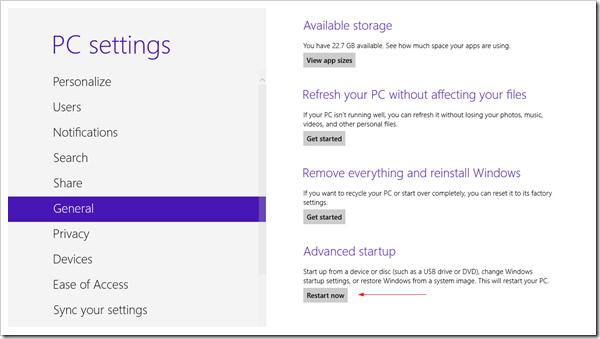 PC settings
Personalize
Users
Notifications
Search
Share
General
Privacy
Devices
Ease of Access
Sync your settings
Available storage
You have 22.7 GB available. See how much space your apps are using.
View app sizes
Refresh your PC without affecting your files
If your PC isn't running well, you can refresh it without losing your photos, music,
videos, and other personal files.
Get started
Remove everything and reinstall Windows
If you want to recycle your PC or start over completely, you can reset it to its factory
settings.
Get started
Advanced startup
Start up from a device or disc (such as a USB drive or DVD), change Windows
startup settings, or restore Windows from a system image. This will restart your PC.
Restart now